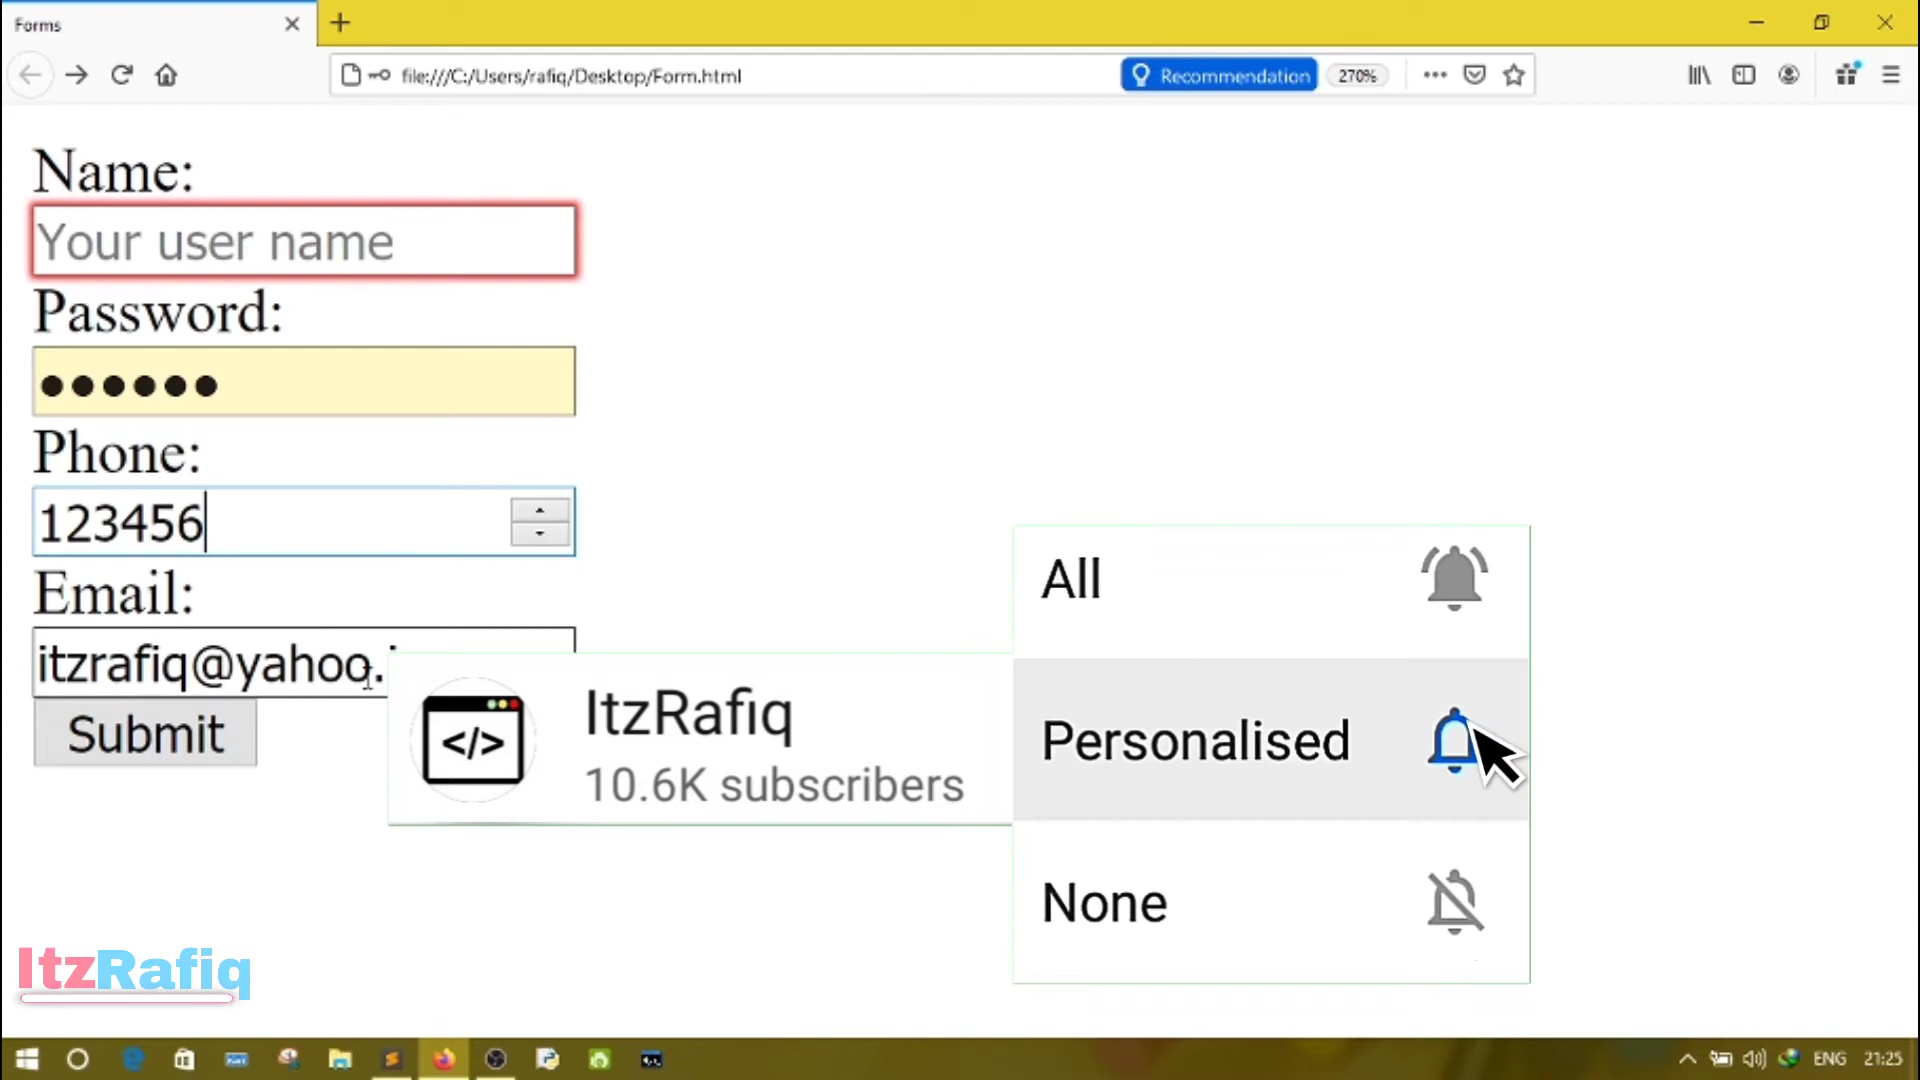 Forms
file:///C:/Users/rafiq/Desktop/Form.html
Recommendation
270%
Name:
Your user name
Password:
Phone:
123456
Email:
itzrafiq@yahoo.
Submit
ItzRafiq
10.6K subscribers
All
Personalised
None
ItzRafiq
ENG
21:25